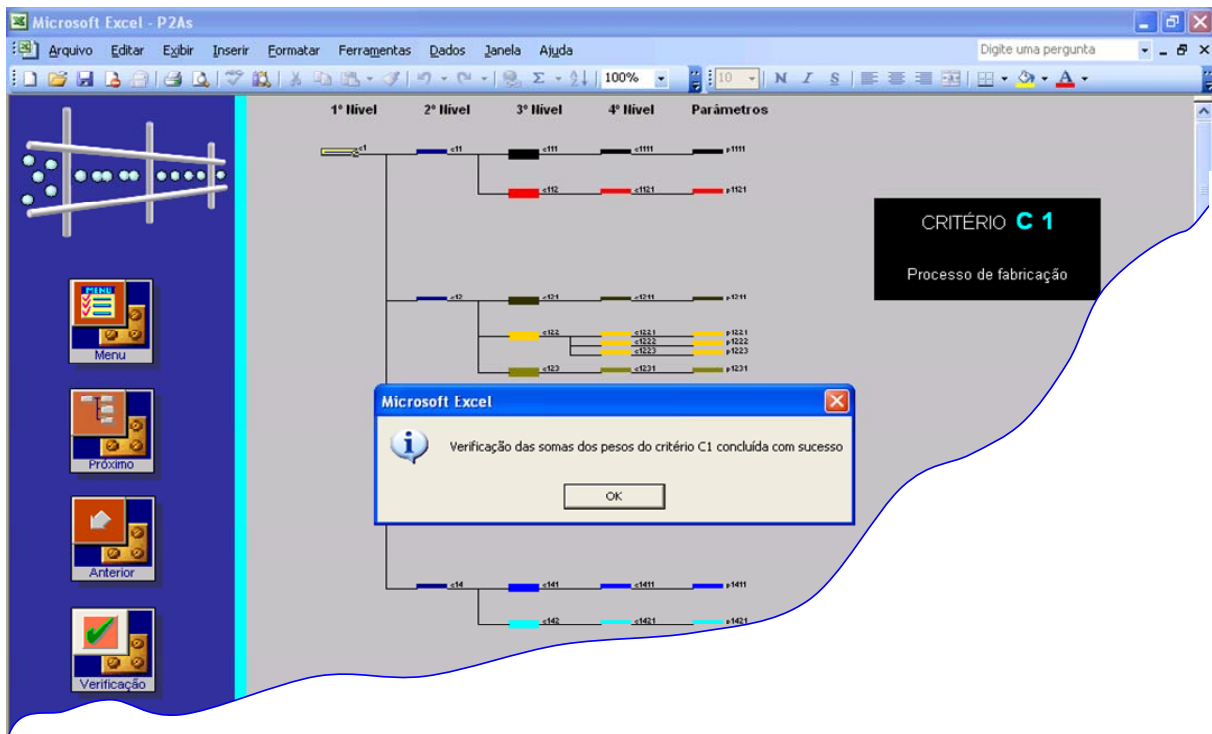 Microsoft Excel - P2As
Arquivo Editar Exibir Inserir Formatar Ferramentas Dados Janela Ajuda Digite uma pergunta
100% 10 N I S A
1º Nível 2º Nível 3º Nível 4º Nível Parâmetros
c1 c11 c111 c1111 p1111
c112 c1121 p1121
CRITÉRIO C 1
Processo de fabricação
c12 c121 c1211 p1211
c122 c1221 p1221
c1222 p1222
c1223 p1223
c123 c1231 p1231
MENU
Menu
Próximo
Anterior
Verificação
Microsoft Excel
Verificação das somas dos pesos do critério C1 concluída com sucesso
OK
c14 c141 c1411 p1411
c142 c1421 p1421